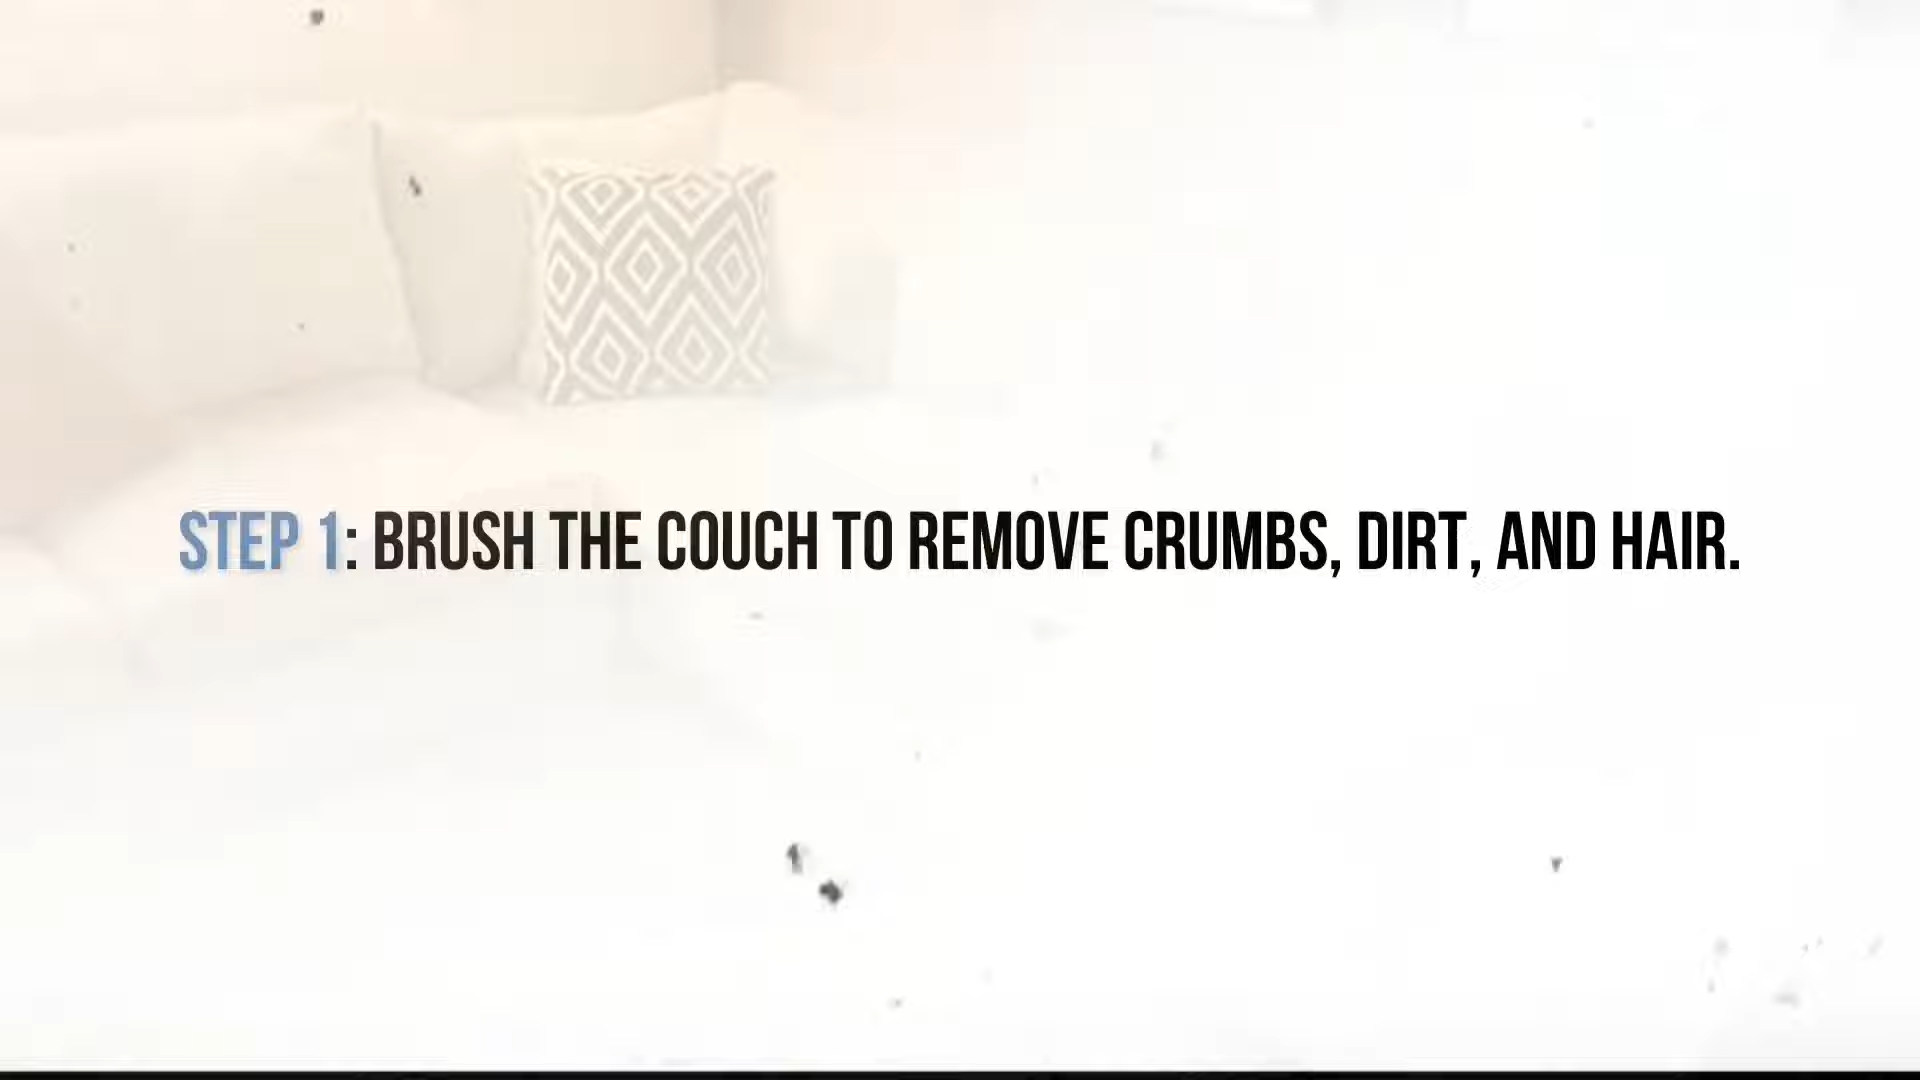 STEP 1: BRUSH THE COUCH TO REMOVE CRUMBS, DIRT, AND HAIR.